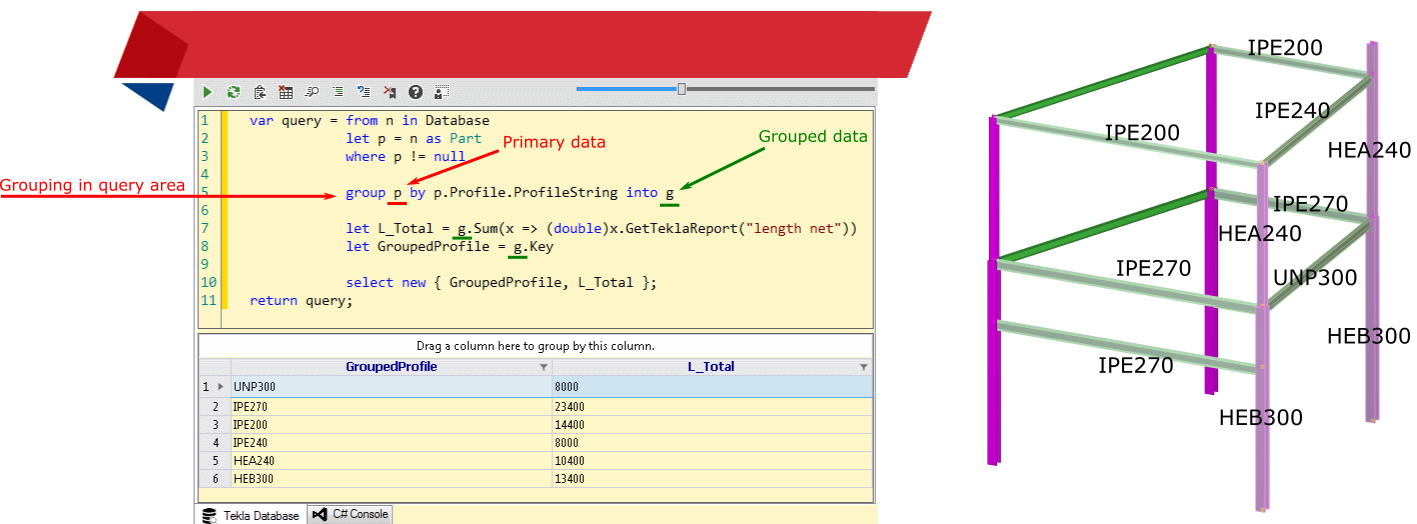 1 var query = from n in Database
2 let p = n as Part
3 where p != null
Primary data
Grouped data
4
Grouping in query area
5 group p by p.Profile.ProfileString into g
6
7 let L_Total = g.Sum(x => (double)x.GetTeklaReport("length net"))
8 let GroupedProfile = g.Key
9
10 select new { GroupedProfile, L_Total };
11 return query;
Drag a column here to group by this column.
GroupedProfile L_Total
1 UNP300 8000
2 IPE270 23400
3 IPE200 14400
4 IPE240 8000
5 HEA240 10400
6 HEB300 13400
Tekla Database C# Console
IPE200
IPE240
IPE200
HEA240
IPE270
HEA240
IPE270
UNP300
HEB300
IPE270
HEB300